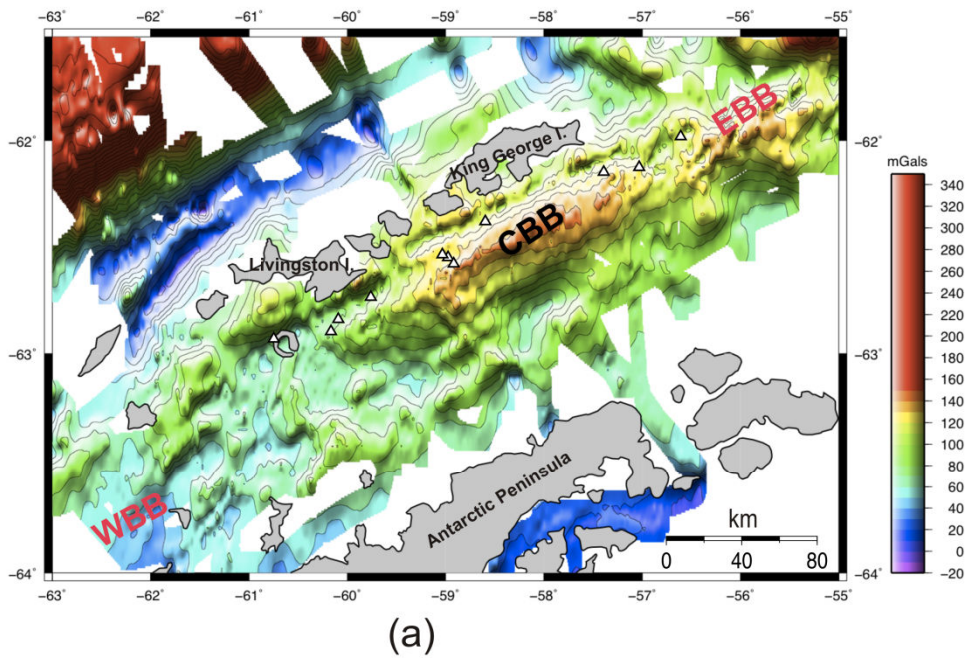 −63° −62° −61° −60° −59° −58° −57° −56° −55°
EBB
−62° −62°
mGals
King George I.
340
320
300
CBB
280
Livingston I.
260
240
220
200
−63° −63°
180
160
140
120
100
Antarctic Peninsula
80
60
WBB
40
km
20
0
0 40 80
−20
−64° −64°
−63° −62° −61° −60° −59° −58° −57° −56° −55°
(a)